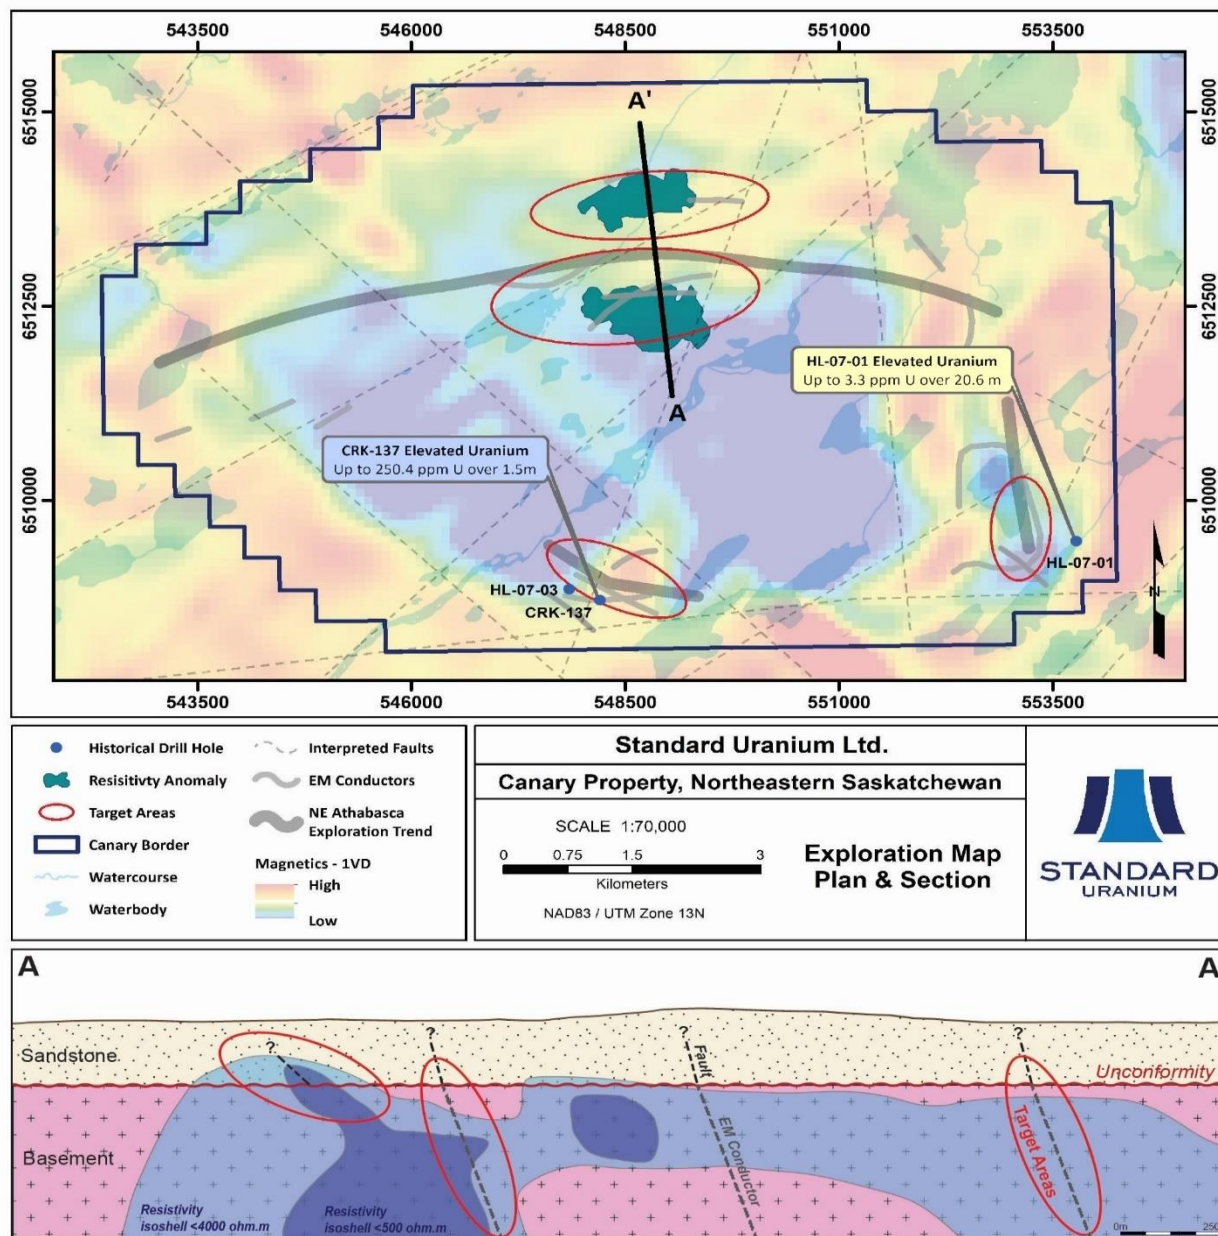 543500 546000 548500 551000 553500
6515000 6515000
A'
6512500 6512500
HL-07-01 Elevated Uranium
Up to 3.3 ppm U over 20.6 m
A
CRK-137 Elevated Uranium
Up to 250.4 ppm U over 1.5m
6510000 6510000
HL-07-01
HL-07-03
CRK-137
N
543500 546000 548500 551000 553500
Historical Drill Hole
Resisitivty Anomaly
Target Areas
Canary Border
Watercourse
Waterbody
Interpreted Faults
EM Conductors
NE Athabasca
Exploration Trend
Magnetics - 1VD
High
Low
Standard Uranium Ltd.
Canary Property, Northeastern Saskatchewan
SCALE 1:70,000
0 0.75 1.5 3
Kilometers
NAD83 / UTM Zone 13N
Exploration Map
Plan & Section
STANDARD
URANIUM
A A
? ? ? ?
Sandstone
Fault
Unconformity
Basement
EM Conductor
Target Areas
Resistivity
isoshell <4000 ohm.m
Resistivity
isoshell <500 ohm.m
0m 250